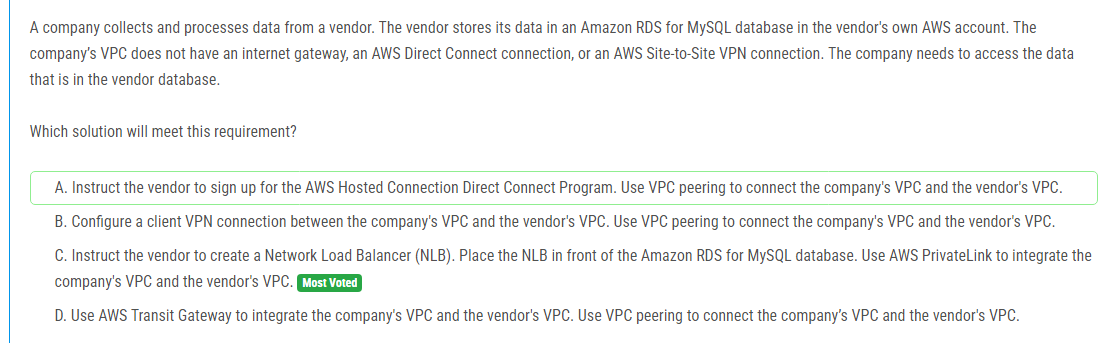 A company collects and processes data from a vendor. The vendor stores its data in an Amazon RDS for MySQL database in the vendor's own AWS account. The
company's VPC does not have an internet gateway, an AWS Direct Connect connection, or an AWS Site-to-Site VPN connection. The company needs to access the data
that is in the vendor database.
Which solution will meet this requirement?
A. Instruct the vendor to sign up for the AWS Hosted Connection Direct Connect Program. Use VPC peering to connect the company's VPC and the vendor's VPC.
B. Configure a client VPN connection between the company's VPC and the vendor's VPC. Use VPC peering to connect the company's VPC and the vendor's VPC.
C. Instruct the vendor to create a Network Load Balancer (NLB). Place the NLB in front of the Amazon RDS for MySQL database. Use AWS PrivateLink to integrate the
company's VPC and the vendor's VPC. Most Voted
D. Use AWS Transit Gateway to integrate the company's VPC and the vendor's VPC. Use VPC peering to connect the company's VPC and the vendor's VPC.